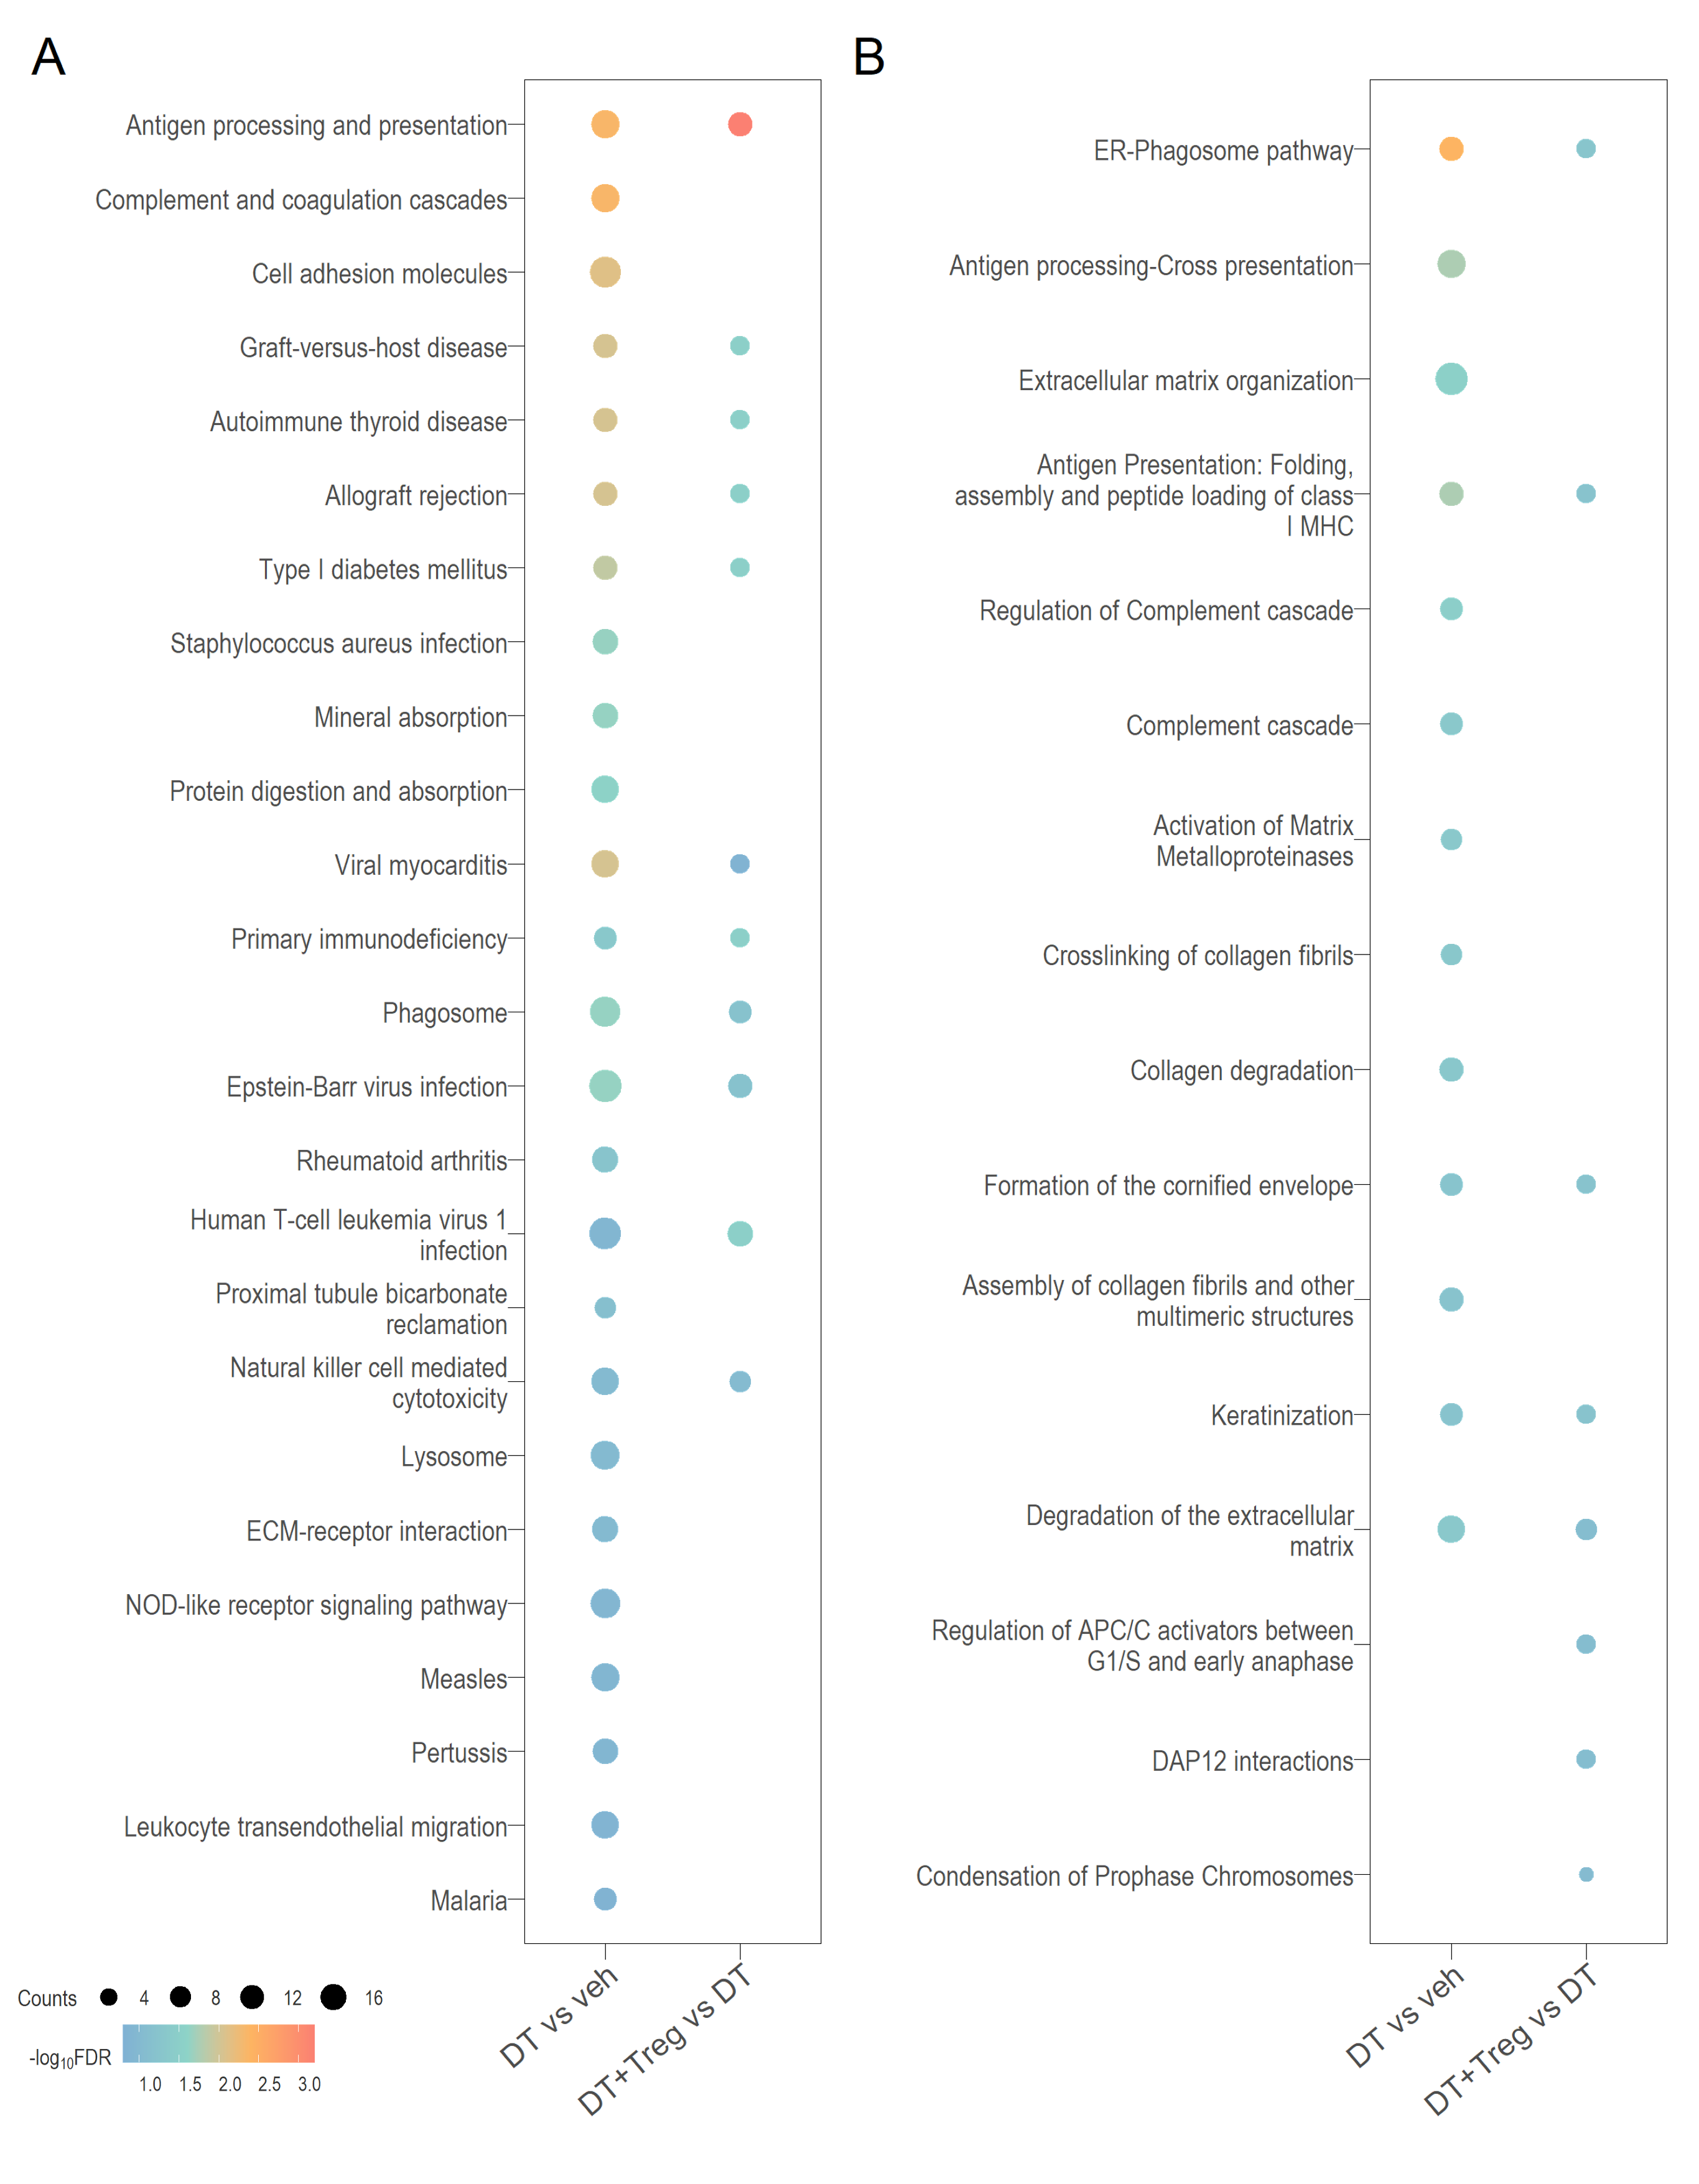 A
Antigen processing and presentation
Complement and coagulation cascades
Cell adhesion molecules
Graft-versus-host disease
Autoimmune thyroid disease
Allograft rejection
Type I diabetes mellitus
Staphylococcus aureus infection
Mineral absorption
Protein digestion and absorption
Viral myocarditis
Primary immunodeficiency
Phagosome
Epstein-Barr virus infection
Rheumatoid arthritis
Human T-cell leukemia virus 1
infection
Proximal tubule bicarbonate
reclamation
Natural killer cell mediated
cytotoxicity
Lysosome
ECM-receptor interaction
NOD-like receptor signaling pathway
Measles
Pertussis
Leukocyte transendothelial migration
Malaria
DT vs veh
DT+Treg vs DT
Counts 4 8 12 16
-log₁₀FDR
1.0 1.5 2.0 2.5 3.0
B
ER-Phagosome pathway
Antigen processing-Cross presentation
Extracellular matrix organization
Antigen Presentation: Folding,
assembly and peptide loading of class
I MHC
Regulation of Complement cascade
Complement cascade
Activation of Matrix
Metalloproteinases
Crosslinking of collagen fibrils
Collagen degradation
Formation of the cornified envelope
Assembly of collagen fibrils and other
multimeric structures
Keratinization
Degradation of the extracellular
matrix
Regulation of APC/C activators between
G1/S and early anaphase
DAP12 interactions
Condensation of Prophase Chromosomes
DT vs veh
DT+Treg vs DT